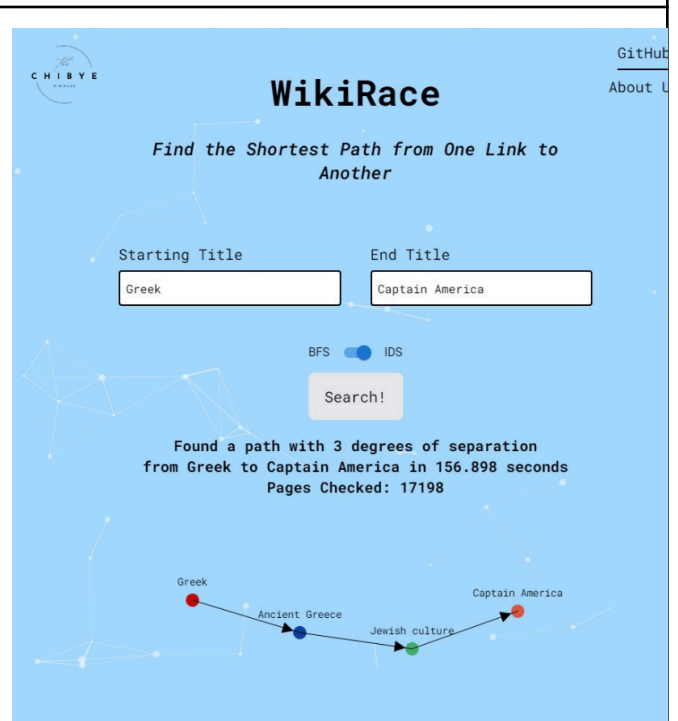 The
CHIBYE
GitHub
About U
WikiRace
Find the Shortest Path from One Link to
Another
Starting Title
End Title
Greek
Captain America
BFS
IDS
Search!
Found a path with 3 degrees of separation
from Greek to Captain America in 156.898 seconds
Pages Checked: 17198
Greek
Captain America
Ancient Greece
Jewish culture